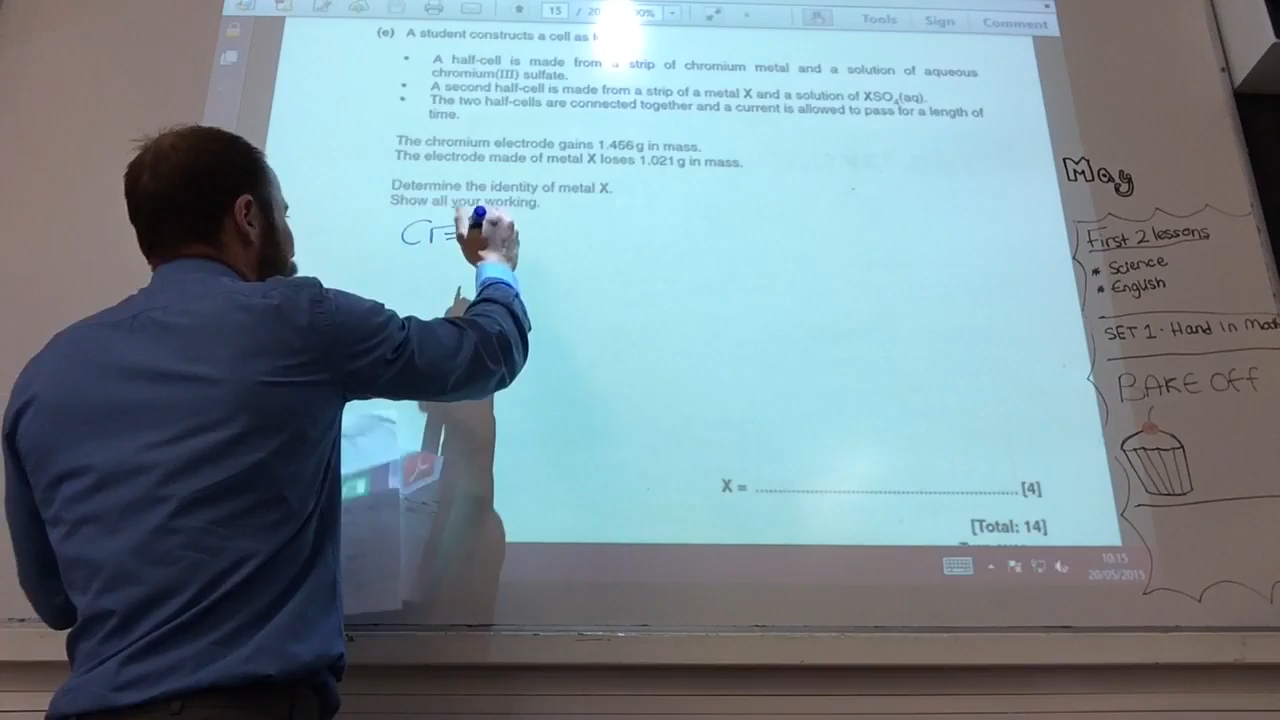 15 / 20
Tools Sign Comment
(e) A student constructs a cell as
• A half-cell is made from a strip of chromium metal and a solution of aqueous
chromium(III) sulfate.
• A second half-cell is made from a strip of a metal X and a solution of XSO4(aq).
• The two half-cells are connected together and a current is allowed to pass for a length of
time.
The chromium electrode gains 1.456 g in mass.
The electrode made of metal X loses 1.021 g in mass.
Determine the identity of metal X.
Show all your working.
Cr
X = [4]
[Total: 14]
10:15
20/05/2015
May
First 2 lessons
* Science
* English
SET 1 - Hand In
BAKE OFF